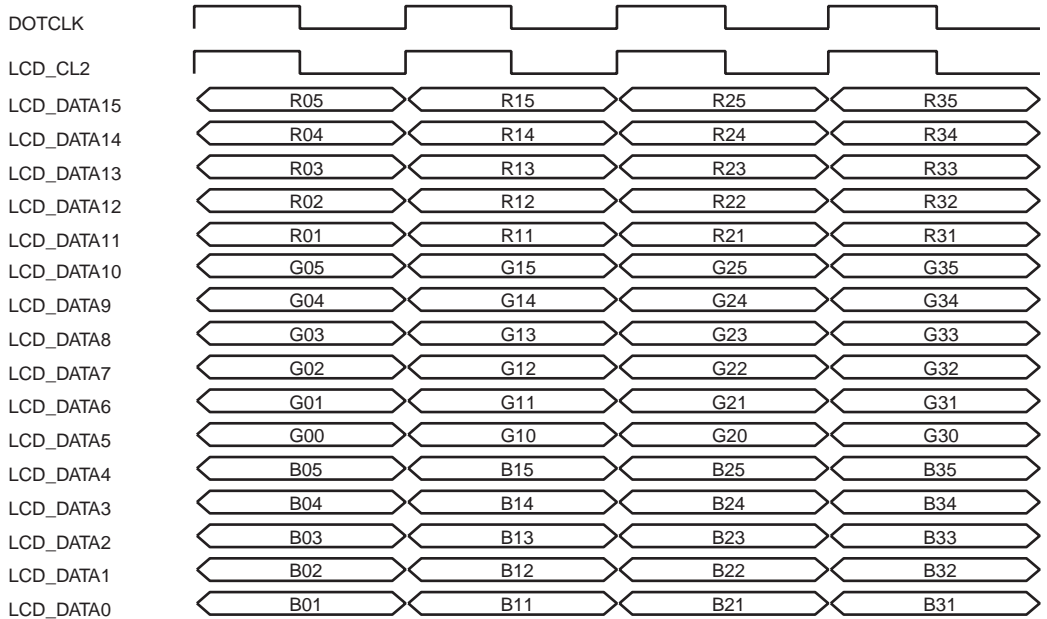 DOTCLK
LCD_CL2
LCD_DATA15 R05 R15 R25 R35
LCD_DATA14 R04 R14 R24 R34
LCD_DATA13 R03 R13 R23 R33
LCD_DATA12 R02 R12 R22 R32
LCD_DATA11 R01 R11 R21 R31
LCD_DATA10 G05 G15 G25 G35
LCD_DATA9 G04 G14 G24 G34
LCD_DATA8 G03 G13 G23 G33
LCD_DATA7 G02 G12 G22 G32
LCD_DATA6 G01 G11 G21 G31
LCD_DATA5 G00 G10 G20 G30
LCD_DATA4 B05 B15 B25 B35
LCD_DATA3 B04 B14 B24 B34
LCD_DATA2 B03 B13 B23 B33
LCD_DATA1 B02 B12 B22 B32
LCD_DATA0 B01 B11 B21 B31